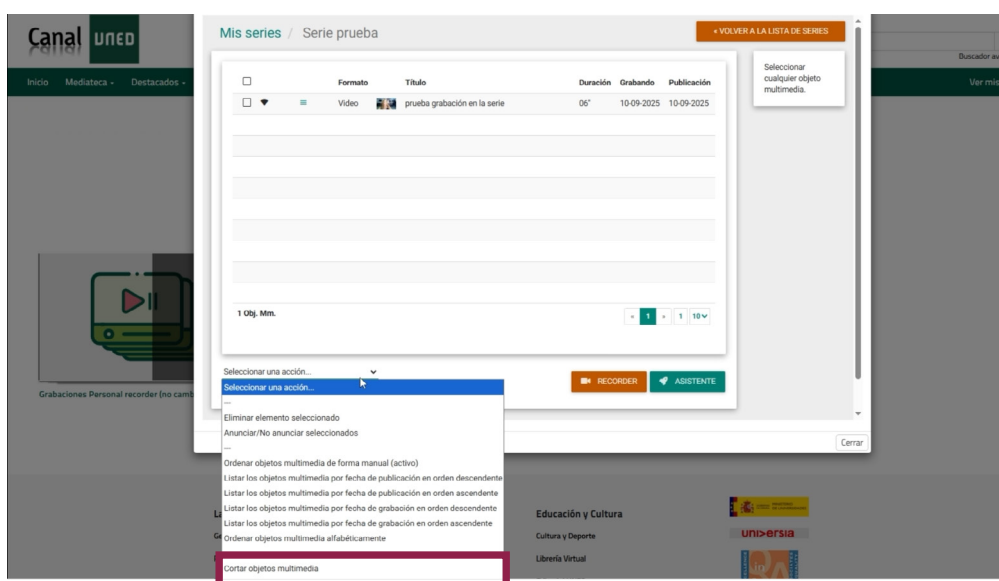 Canal UNED
Mis series / Serie prueba
« VOLVER A LA LISTA DE SERIES
Buscador
Inicio Mediateca Destacados
Ver mis
Seleccionar
cualquier objeto
multimedia.
Formato Título Duración Grabando Publicación
Video prueba grabación en la serie 06" 10-09-2025 10-09-2025
1 Obj. Mm.
« 1 » 1 10
Seleccionar una acción...
RECORDER
ASISTENTE
Seleccionar una acción...
---
Grabaciones Personal recorder (no
Eliminar elemento seleccionado
Anunciar/No anunciar seleccionados
---
Cerrar
Ordenar objetos multimedia de forma manual (activo)
Listar los objetos multimedia por fecha de publicación en orden descendente
Listar los objetos multimedia por fecha de publicación en orden ascendente
Listar los objetos multimedia por fecha de grabación en orden descendente
Listar los objetos multimedia por fecha de grabación en orden ascendente
Ordenar objetos multimedia alfabéticamente
Cortar objetos multimedia
Educación y Cultura
Cultura y Deporte
Librería Virtual
universia